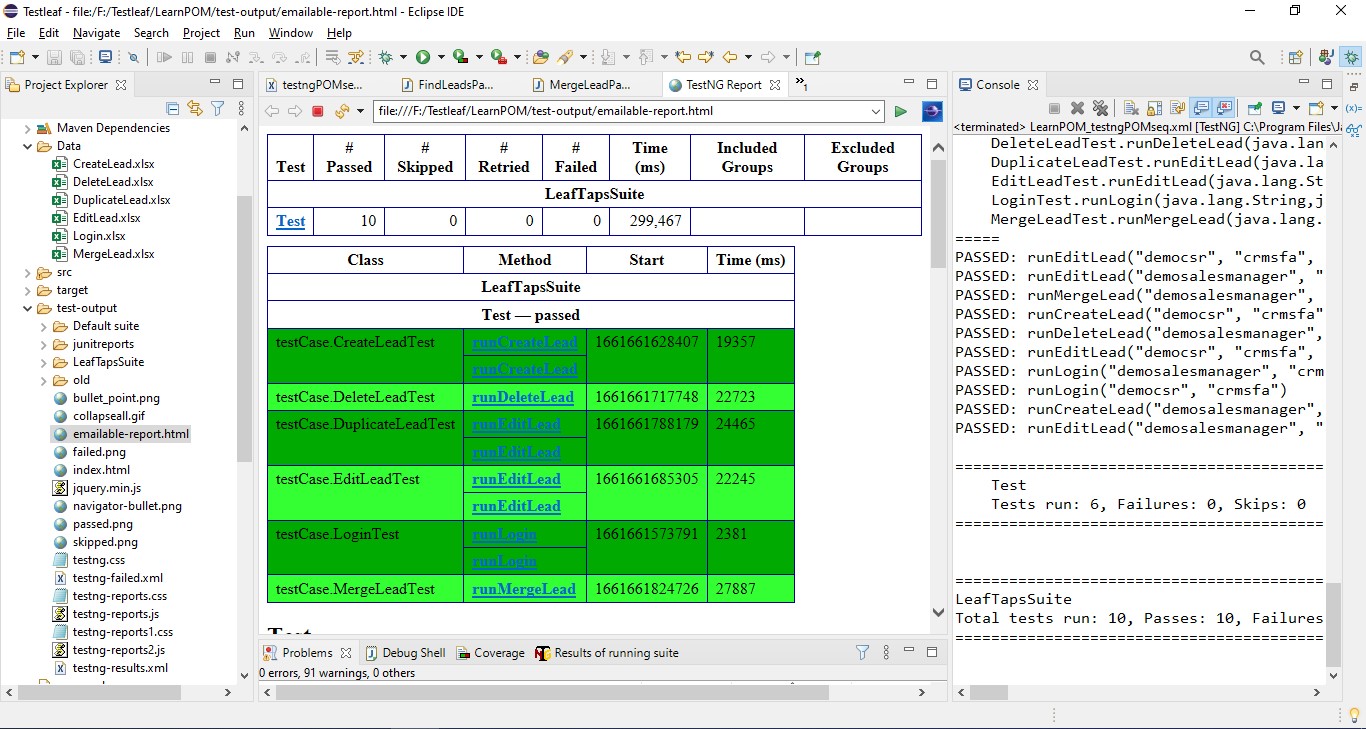 Testleaf - file:/F:/Testleaf/LearnPOM/test-output/emailable-report.html - Eclipse IDE
File Edit Navigate Search Project Run Window Help
Project Explorer
Maven Dependencies
Data
CreateLead.xlsx
DeleteLead.xlsx
DuplicateLead.xlsx
EditLead.xlsx
Login.xlsx
MergeLead.xlsx
src
target
test-output
Default suite
junitreports
LeafTapsSuite
old
bullet_point.png
collapseall.gif
emailable-report.html
failed.png
index.html
jquery.min.js
navigator-bullet.png
passed.png
skipped.png
testng.css
testng-failed.xml
testng-reports.css
testng-reports.js
testng-reports1.css
testng-reports2.js
testng-results.xml
testngPOMse... FindLeadsPa... MergeLeadPa... TestNG Report 1
file:///F:/Testleaf/LearnPOM/test-output/emailable-report.html
Test # Passed # Skipped # Retried # Failed Time (ms) Included Groups Excluded Groups
LeafTapsSuite
Test 10 0 0 0 299,467
Class Method Start Time (ms)
LeafTapsSuite
Test — passed
testCase.CreateLeadTest runCreateLead 1661661628407 19357
runCreateLead
testCase.DeleteLeadTest runDeleteLead 1661661717748 22723
testCase.DuplicateLeadTest runEditLead 1661661788179 24465
runEditLead
testCase.EditLeadTest runEditLead 1661661685305 22245
runEditLead
testCase.LoginTest runLogin 1661661573791 2381
runLogin
testCase.MergeLeadTest runMergeLead 1661661824726 27887
Test
Problems Debug Shell Coverage Results of running suite
0 errors, 91 warnings, 0 others
Console
<terminated> LearnPOM_testngPOMseq.xml [TestNG] C:\Program Files\Ja
DeleteLeadTest.runDeleteLead(java.lan
DuplicateLeadTest.runEditLead(java.la
EditLeadTest.runEditLead(java.lang.St
LoginTest.runLogin(java.lang.String,j
MergeLeadTest.runMergeLead(java.lang.
=====
PASSED: runEditLead("democsr", "crmsfa",
PASSED: runEditLead("demosalesmanager", "
PASSED: runMergeLead("demosalesmanager",
PASSED: runCreateLead("democsr", "crmsfa"
PASSED: runDeleteLead("demosalesmanager",
PASSED: runEditLead("democsr", "crmsfa",
PASSED: runLogin("demosalesmanager", "crm
PASSED: runLogin("democsr", "crmsfa")
PASSED: runCreateLead("demosalesmanager",
PASSED: runEditLead("demosalesmanager", "
=========================================
Test
Tests run: 6, Failures: 0, Skips: 0
=========================================
=========================================
LeafTapsSuite
Total tests run: 10, Passes: 10, Failures
=========================================